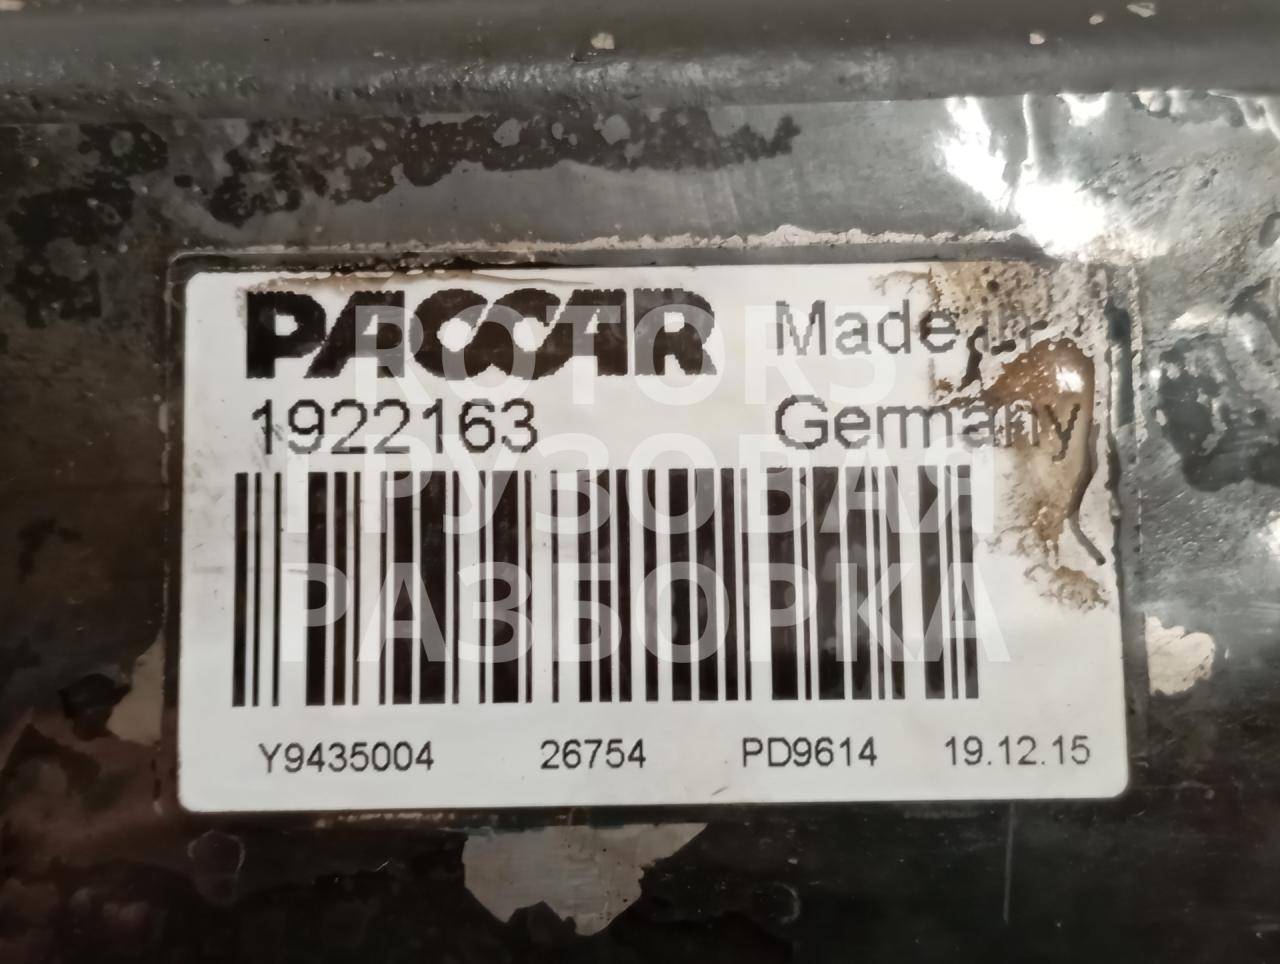 PACCAR Made in
1922163 Germany
Y9435004 26754 PD9614 19.12.15
ROTORS
ГРУЗОВАЯ
РАЗБОРКА